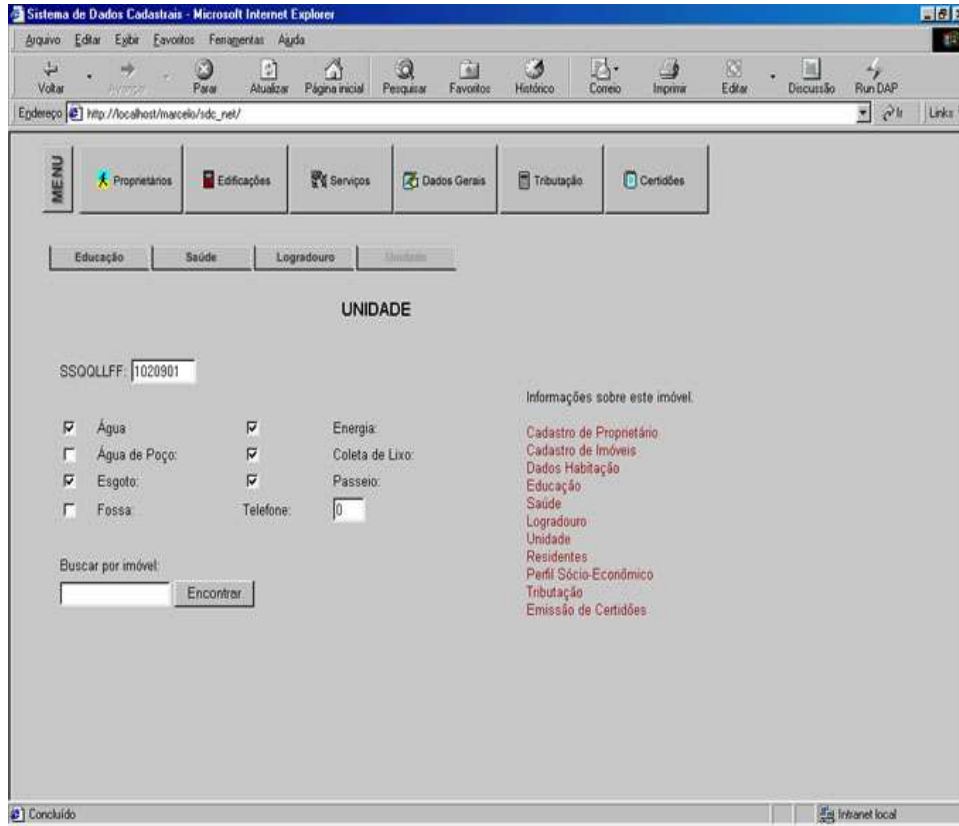 Sistema de Dados Cadastrais - Microsoft Internet Explorer
Arquivo Editar Exibir Favoritos Ferramentas Ajuda
Voltar Parar Atualizar Página inicial Pesquisar Favoritos Histórico Correio Imprimir Editar Discussão Run DAP
Endereço http://localhost/marcelo/sdc_net/ Ir Links
MENU Proprietários Edificações Serviços Dados Gerais Tributação Certidões
Educação Saúde Logradouro Unidade
UNIDADE
SSQQLLFF: 1020901
Água Energia:
Água de Poço: Coleta de Lixo:
Esgoto: Passeio:
Fossa: Telefone: 0
Buscar por imóvel:
Encontrar
Informações sobre este imóvel.
Cadastro de Proprietário
Cadastro de Imóveis
Dados Habitação
Educação
Saúde
Logradouro
Unidade
Residentes
Perfil Sócio-Econômico
Tributação
Emissão de Certidões
Concluído Intranet local